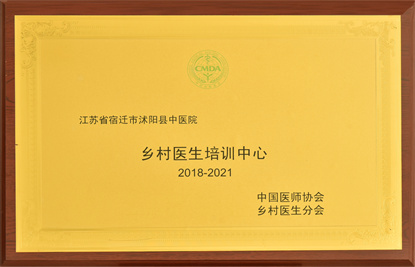 CMDA
江苏省宿迁市沭阳县中医院
乡村医生培训中心
2018-2021
中国医师协会
乡村医生分会